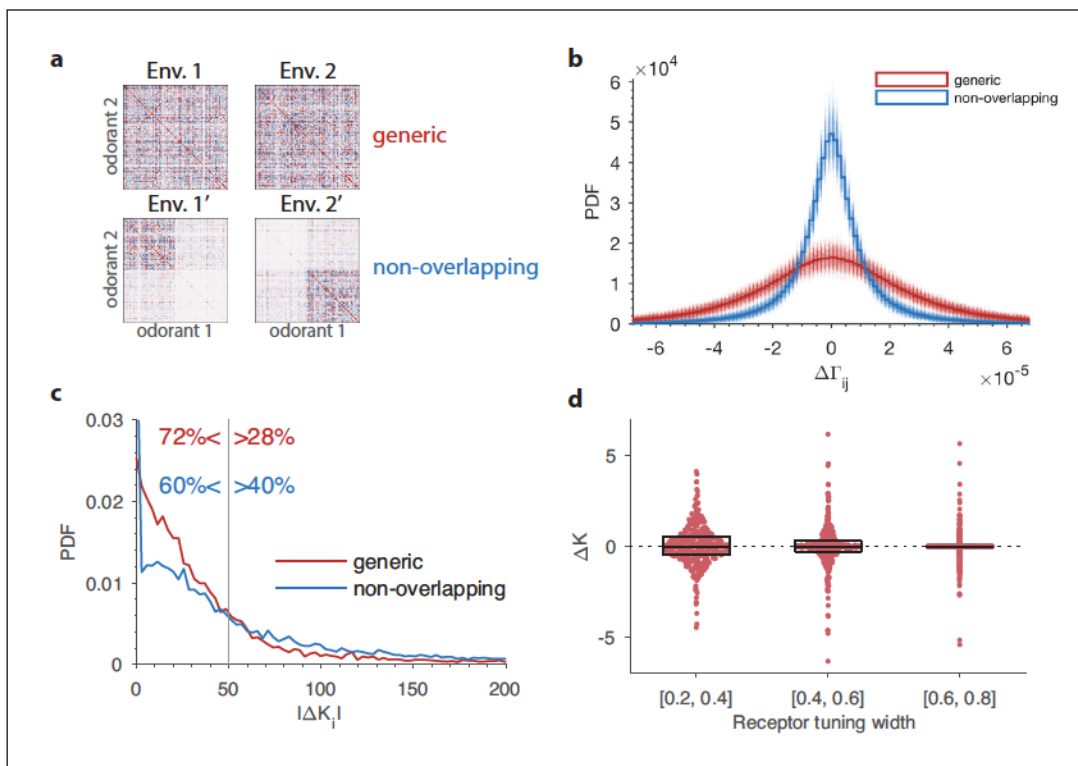 a
Env. 1
Env. 2
odorant 2
generic
Env. 1'
Env. 2'
odorant 2
non-overlapping
odorant 1
odorant 1
b
×10⁴
generic
non-overlapping
6
5
4
3
2
1
0
PDF
-6
-4
-2
0
2
4
6
ΔΓij
×10⁻⁵
c
0.03
0.02
0.01
0
PDF
72%<
>28%
60%<
>40%
generic
non-overlapping
0
50
100
150
200
|ΔKi|
d
5
0
-5
ΔK
[0.2, 0.4]
[0.4, 0.6]
[0.6, 0.8]
Receptor tuning width